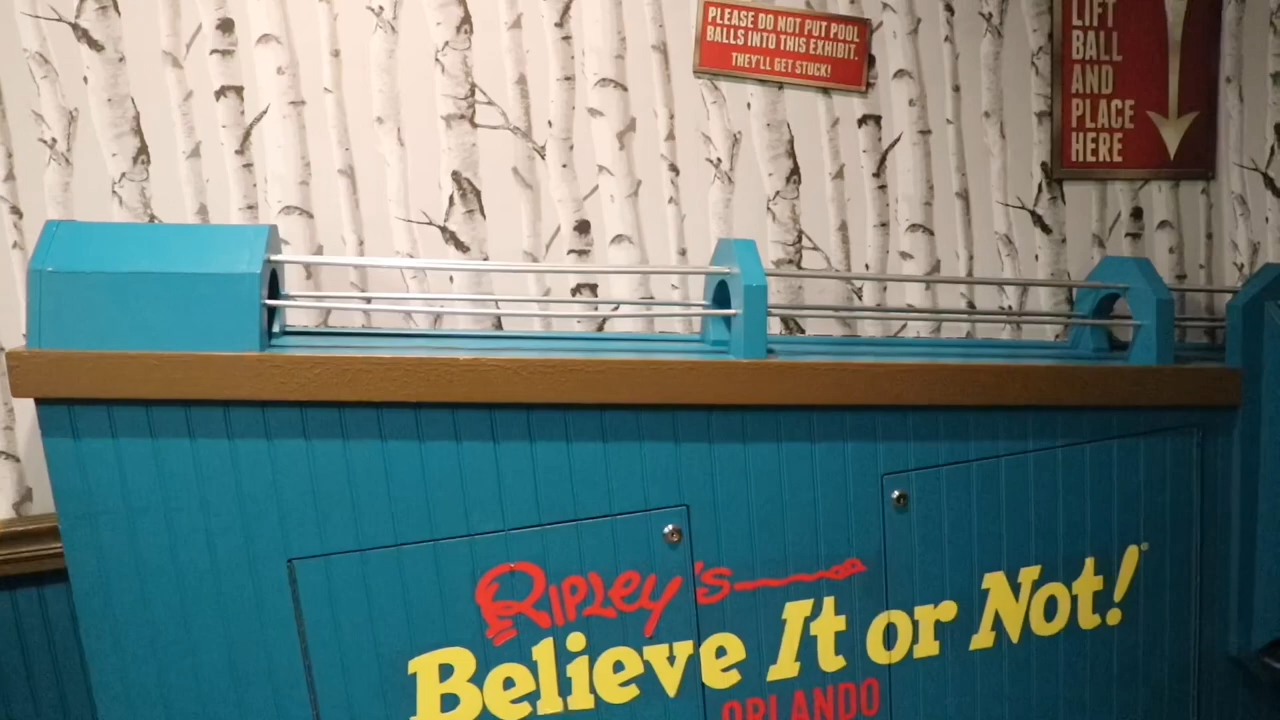 PLEASE DO NOT PUT POOL
BALLS INTO THIS EXHIBIT.
THEY'LL GET STUCK!
LIFT
BALL
AND
PLACE
HERE
RIPLEY'S
Believe It or Not!®
ORLANDO